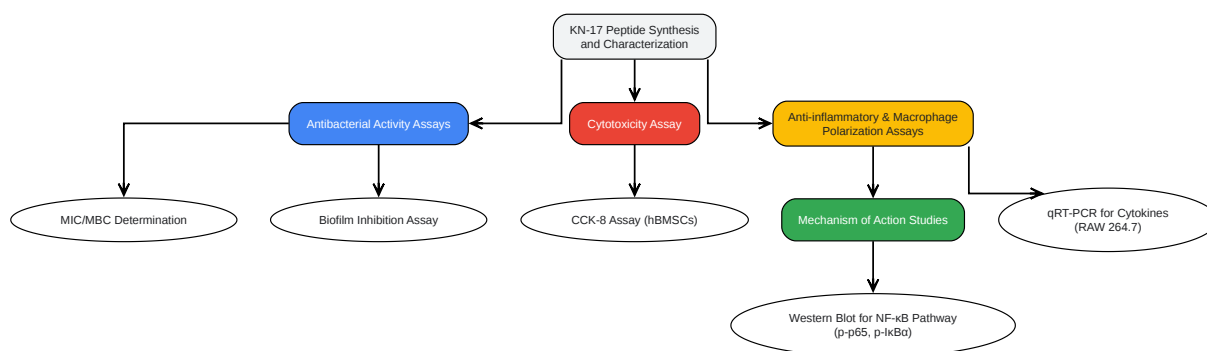 KN-17 Peptide Synthesis
and Characterization
Antibacterial Activity Assays
Cytotoxicity Assay
Anti-inflammatory & Macrophage
Polarization Assays
MIC/MBC Determination
Biofilm Inhibition Assay
CCK-8 Assay (hBMSCs)
Mechanism of Action Studies
qRT-PCR for Cytokines
(RAW 264.7)
Western Blot for NF-κB Pathway
(p-p65, p-IκBα)